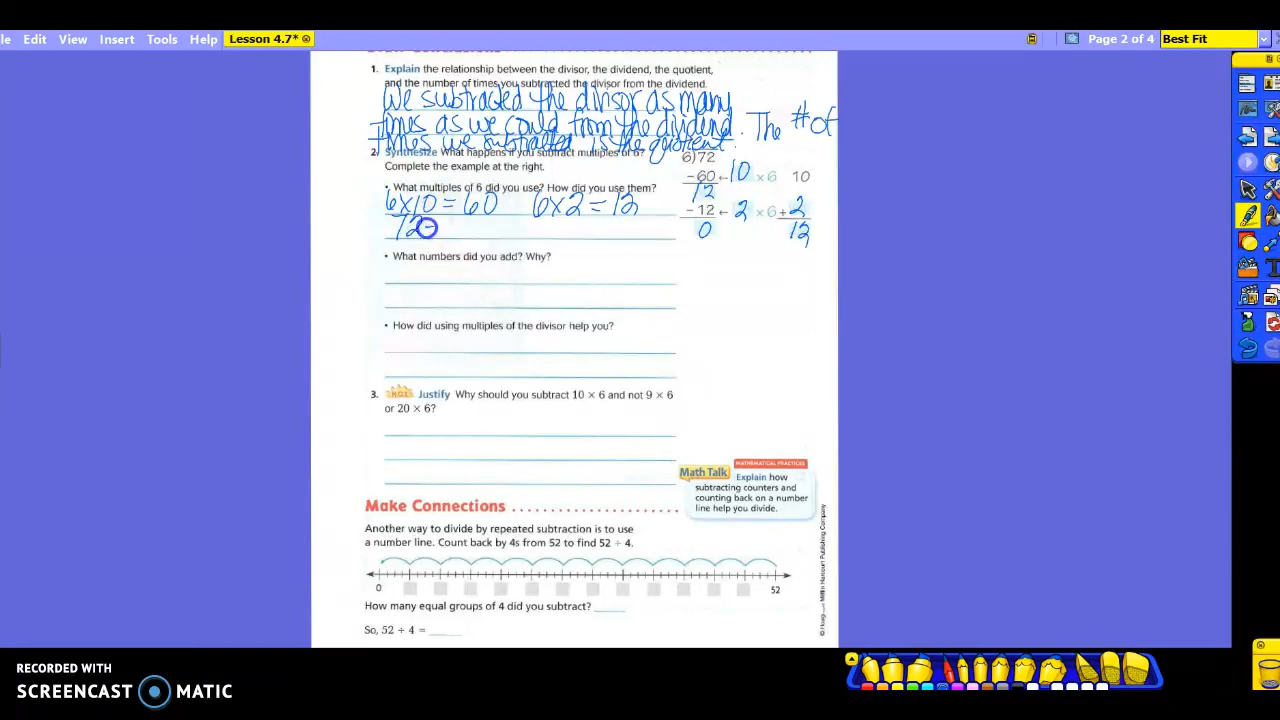 Edit View Insert Tools Help Lesson 4.7* Page 2 of 4 Best Fit
1. Explain the relationship between the divisor, the dividend, the quotient,
and the number of times you subtracted the divisor from the dividend.
We subtracted the divisor as many
times as we could from the dividend. The # of
times we subtracted is the quotient.
2. Synthesize What happens if you subtract multiples of 6?
Complete the example at the right.
6)72
-60 ← 10 × 6 10
12
-12 ← 2 × 6 + 2
0 12
• What multiples of 6 did you use? How did you use them?
6x10 = 60 6x2 = 12
72-
• What numbers did you add? Why?
• How did using multiples of the divisor help you?
3. H.O.T. Justify Why should you subtract 10 × 6 and not 9 × 6
or 20 × 6?
Math Talk MATHEMATICAL PRACTICES
Explain how
subtracting counters and
counting back on a number
line help you divide.
Make Connections
Another way to divide by repeated subtraction is to use
a number line. Count back by 4s from 52 to find 52 ÷ 4.
0 52
How many equal groups of 4 did you subtract?
So, 52 ÷ 4 =
© Houghton Mifflin Harcourt Publishing Company
RECORDED WITH
SCREENCAST MATIC